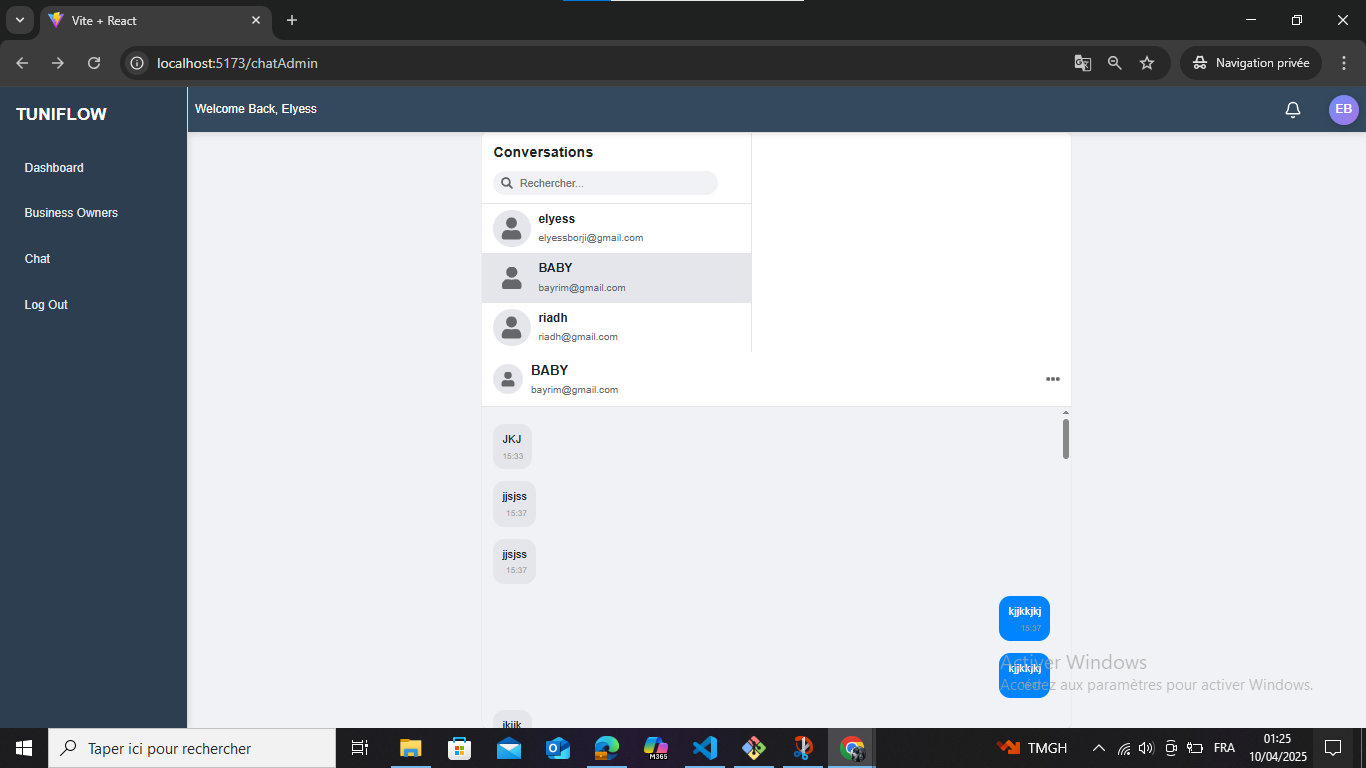 Vite + React
localhost:5173/chatAdmin
Navigation privée
TUNIFLOW
Welcome Back, Elyess
EB
Dashboard
Business Owners
Chat
Log Out
Conversations
Rechercher...
elyess
elyessborji@gmail.com
BABY
bayrim@gmail.com
riadh
riadh@gmail.com
BABY
bayrim@gmail.com
JKJ
15:33
jjsjss
15:37
jjsjss
15:37
kjjkkjkj
15:37
kjjkkjkj
Activer Windows
Accédez aux paramètres pour activer Windows.
Taper ici pour rechercher
M365
TMGH
FRA
01:25
10/04/2025